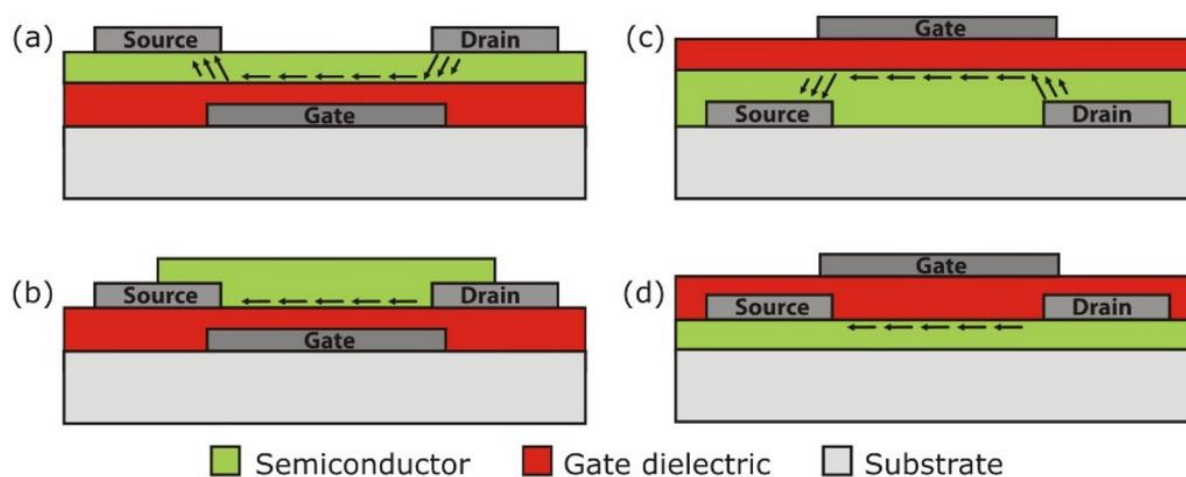 (a)
Source
Drain
Gate
(c)
Gate
Source
Drain
(b)
Source
Drain
Gate
(d)
Gate
Source
Drain
Semiconductor
Gate dielectric
Substrate